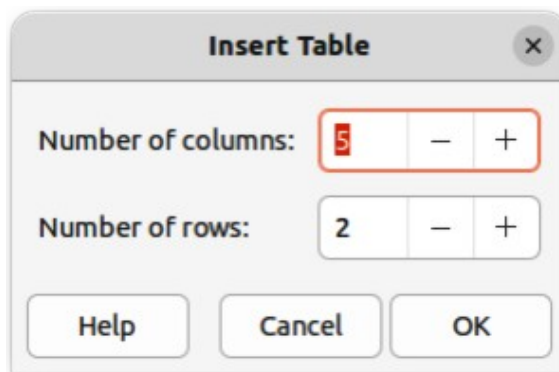 Insert Table
Number of columns: 5 − +
Number of rows: 2 − +
Help Cancel OK